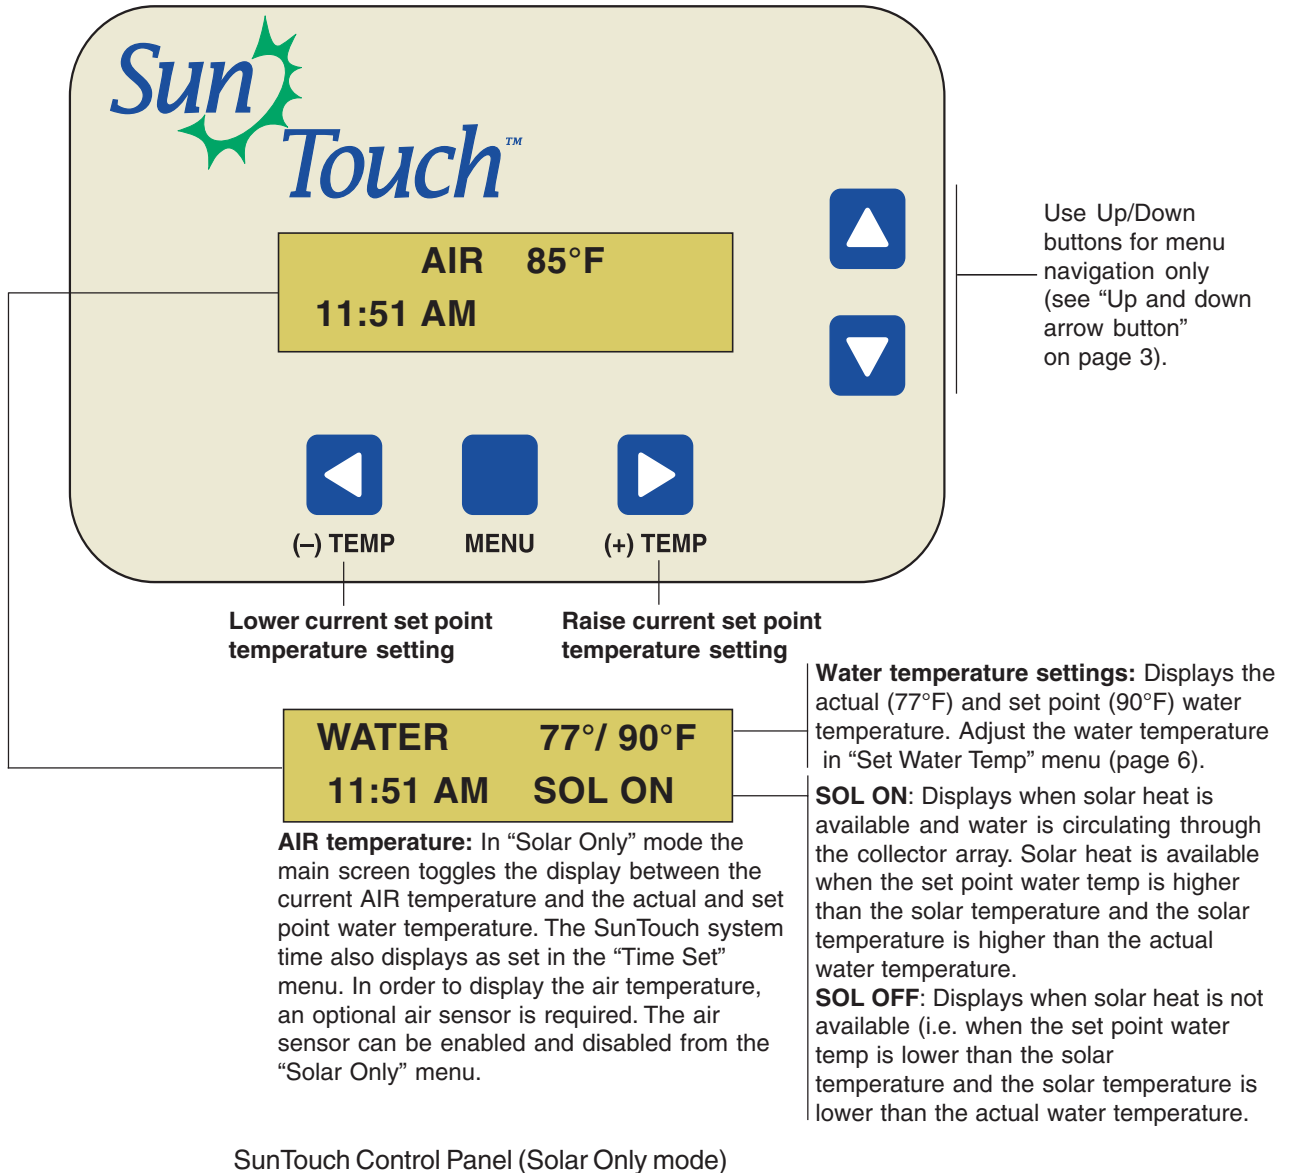 Sun
Touch™
AIR 85°F
11:51 AM
Use Up/Down
buttons for menu
navigation only
(see “Up and down
arrow button”
on page 3).
(–) TEMP MENU (+) TEMP
Lower current set point
temperature setting
Raise current set point
temperature setting
WATER 77°/ 90°F
11:51 AM SOL ON
Water temperature settings: Displays the
actual (77°F) and set point (90°F) water
temperature. Adjust the water temperature
in “Set Water Temp” menu (page 6).
SOL ON: Displays when solar heat is
available and water is circulating through
the collector array. Solar heat is available
when the set point water temp is higher
than the solar temperature and the solar
temperature is higher than the actual
water temperature.
SOL OFF: Displays when solar heat is not
available (i.e. when the set point water
temp is lower than the solar
temperature and the solar temperature is
lower than the actual water temperature.
AIR temperature: In “Solar Only” mode the
main screen toggles the display between the
current AIR temperature and the actual and set
point water temperature. The SunTouch system
time also displays as set in the “Time Set”
menu. In order to display the air temperature,
an optional air sensor is required. The air
sensor can be enabled and disabled from the
“Solar Only” menu.
SunTouch Control Panel (Solar Only mode)